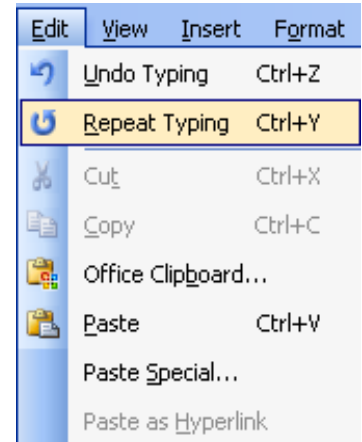 Edit View Insert Format
Undo Typing Ctrl+Z
Repeat Typing Ctrl+Y
Cut Ctrl+X
Copy Ctrl+C
Office Clipboard...
Paste Ctrl+V
Paste Special...
Paste as Hyperlink